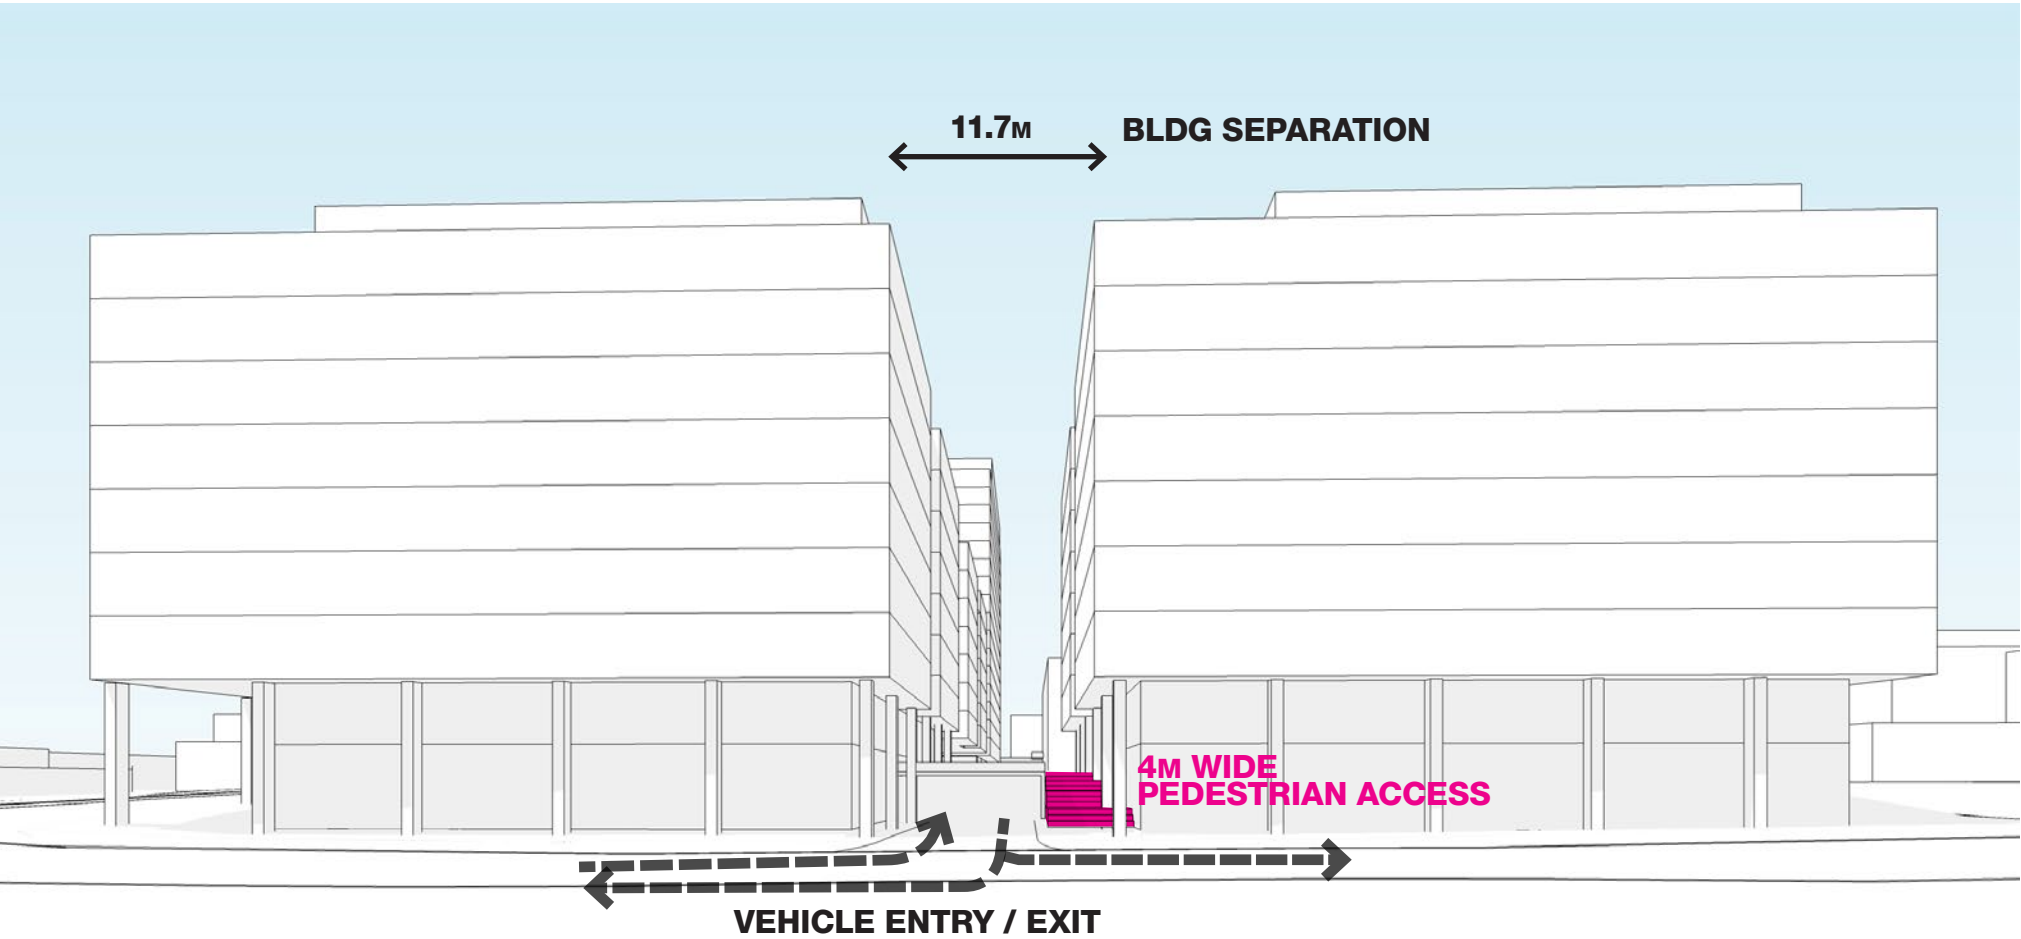 11.7M
BLDG SEPARATION
4M WIDE
PEDESTRIAN ACCESS
VEHICLE ENTRY / EXIT